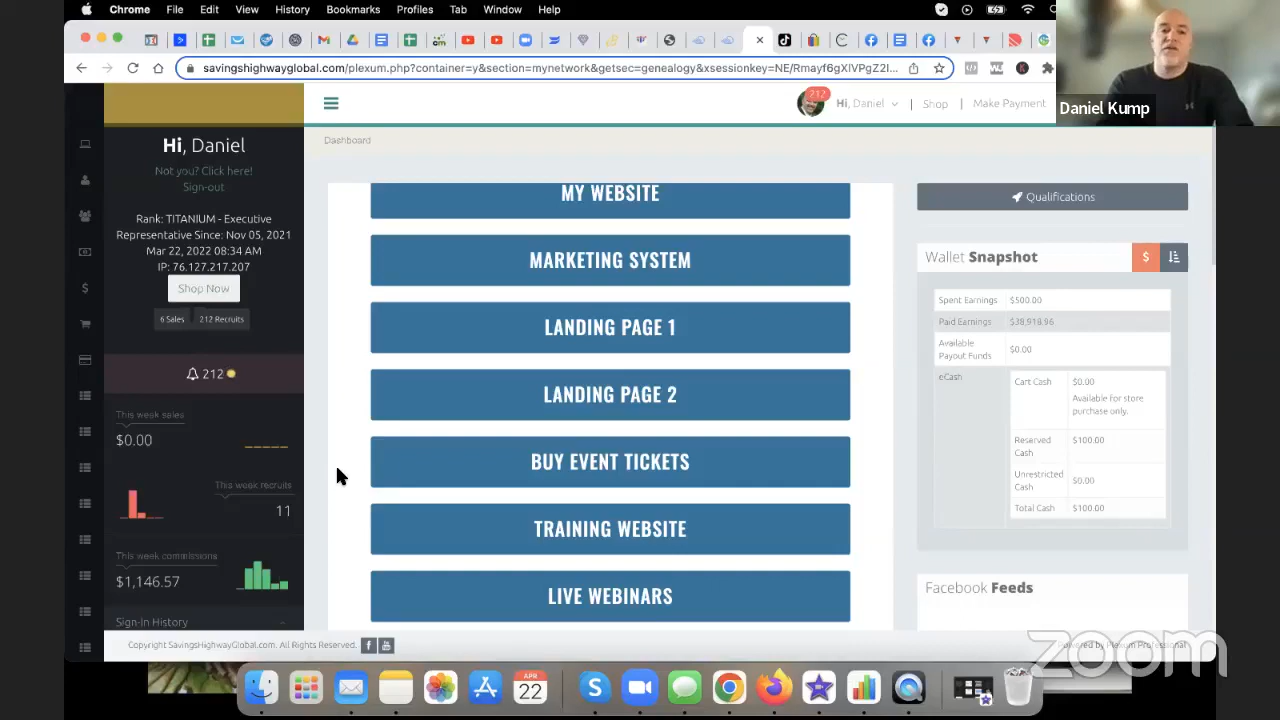 Chrome File Edit View History Bookmarks Profiles Tab Window Help
savingshighwayglobal.com/plexum.php?container=y&section=mynetwork&getsec=genealogy&xsessionkey=NE/Rmayf6gXIVPgZ2I...
Daniel Kump
212
Hi, Daniel | Shop | Make Payment
Dashboard
Hi, Daniel
Not you? Click here!
Sign-out
Rank: TITANIUM - Executive
Representative Since: Nov 05, 2021
Mar 22, 2022 08:34 AM
IP: 76.127.217.207
Shop Now
6 Sales 212 Recruits
212
This week sales
$0.00
This week recruits
11
This week commissions
$1,146.57
Sign-In History
MY WEBSITE
MARKETING SYSTEM
LANDING PAGE 1
LANDING PAGE 2
BUY EVENT TICKETS
TRAINING WEBSITE
LIVE WEBINARS
Qualifications
Wallet Snapshot
$
Spent Earnings $500.00
Paid Earnings $38,918.96
Available
Payout Funds
$0.00
eCash
Cart Cash $0.00
Available for store
purchase only.
Reserved
Cash
$100.00
Unrestricted
Cash
$0.00
Total Cash $100.00
Facebook Feeds
Copyright SavingsHighwayGlobal.com. All Rights Reserved.
Powered by Plexum Professional
zoom
APR
22